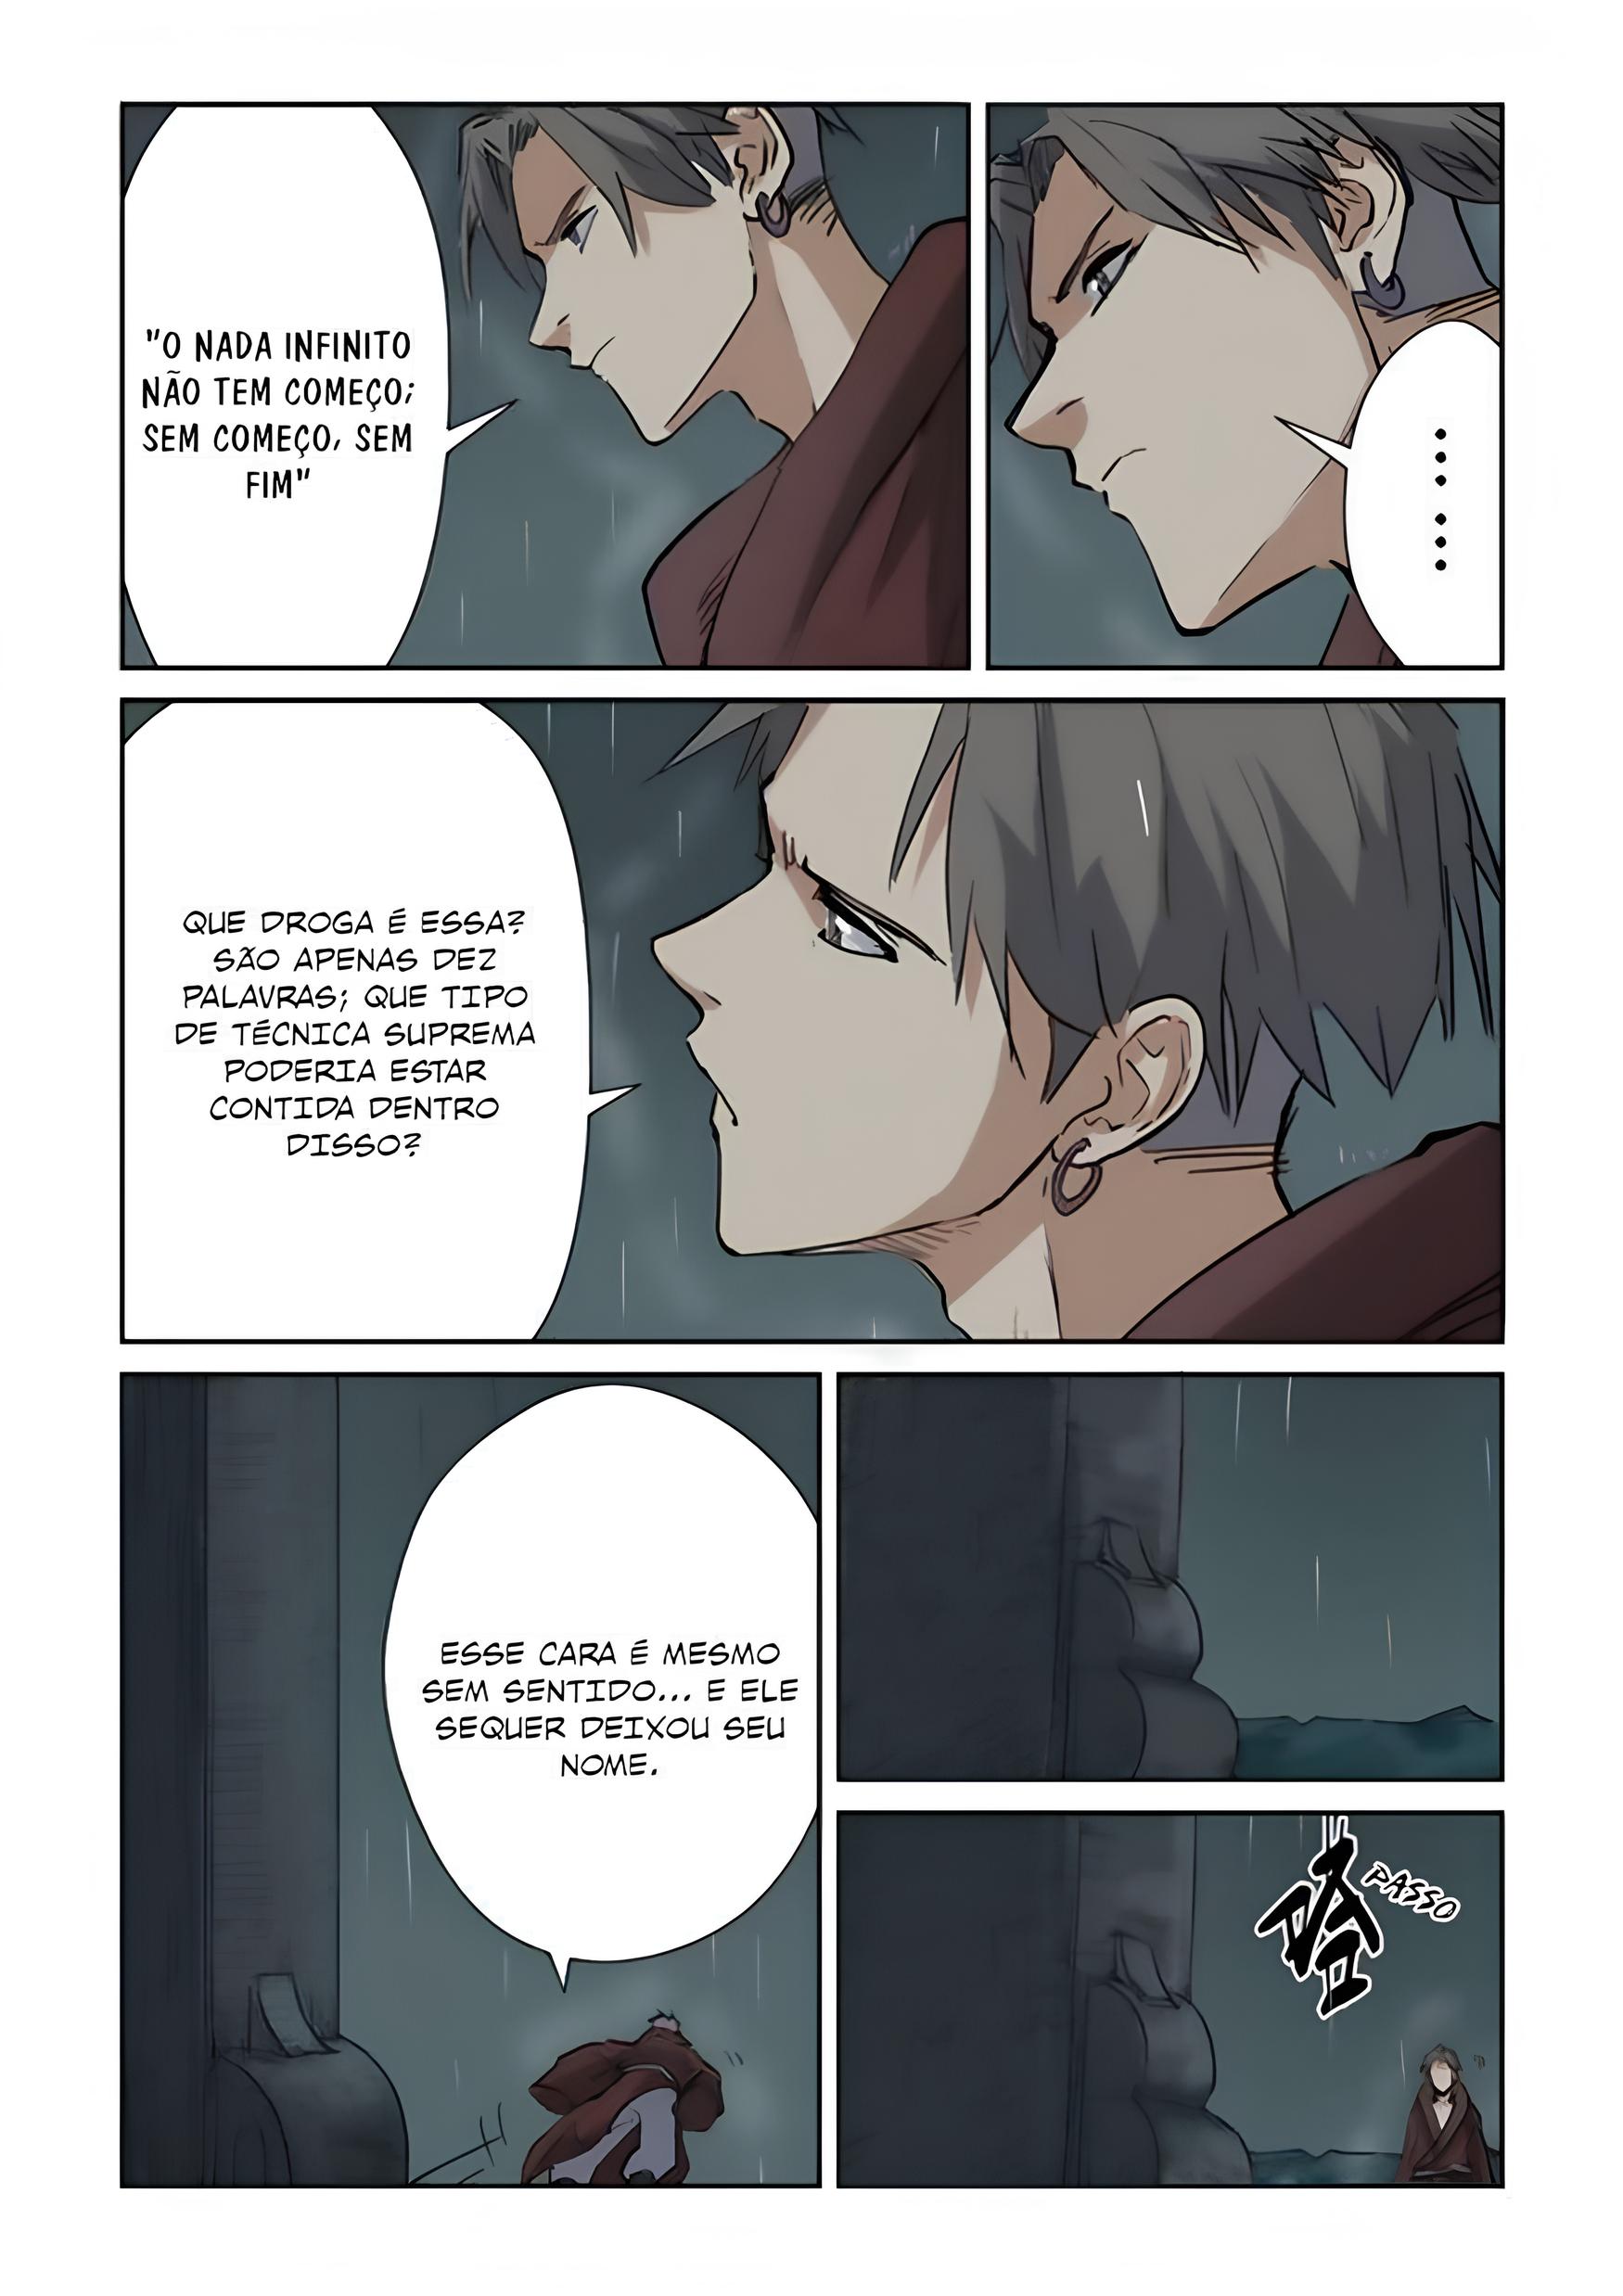 "O NADA INFINITO
NÃO TEM COMEÇO;
SEM COMEÇO, SEM
FIM"
......
QUE DROGA É ESSA?
SÃO APENAS DEZ
PALAVRAS; QUE TIPO
DE TÉCNICA SUPREMA
PODERIA ESTAR
CONTIDA DENTRO
DISSO?
ESSE CARA É MESMO
SEM SENTIDO... E ELE
SEQUER DEIXOU SEU
NOME.
嗒
PASSO